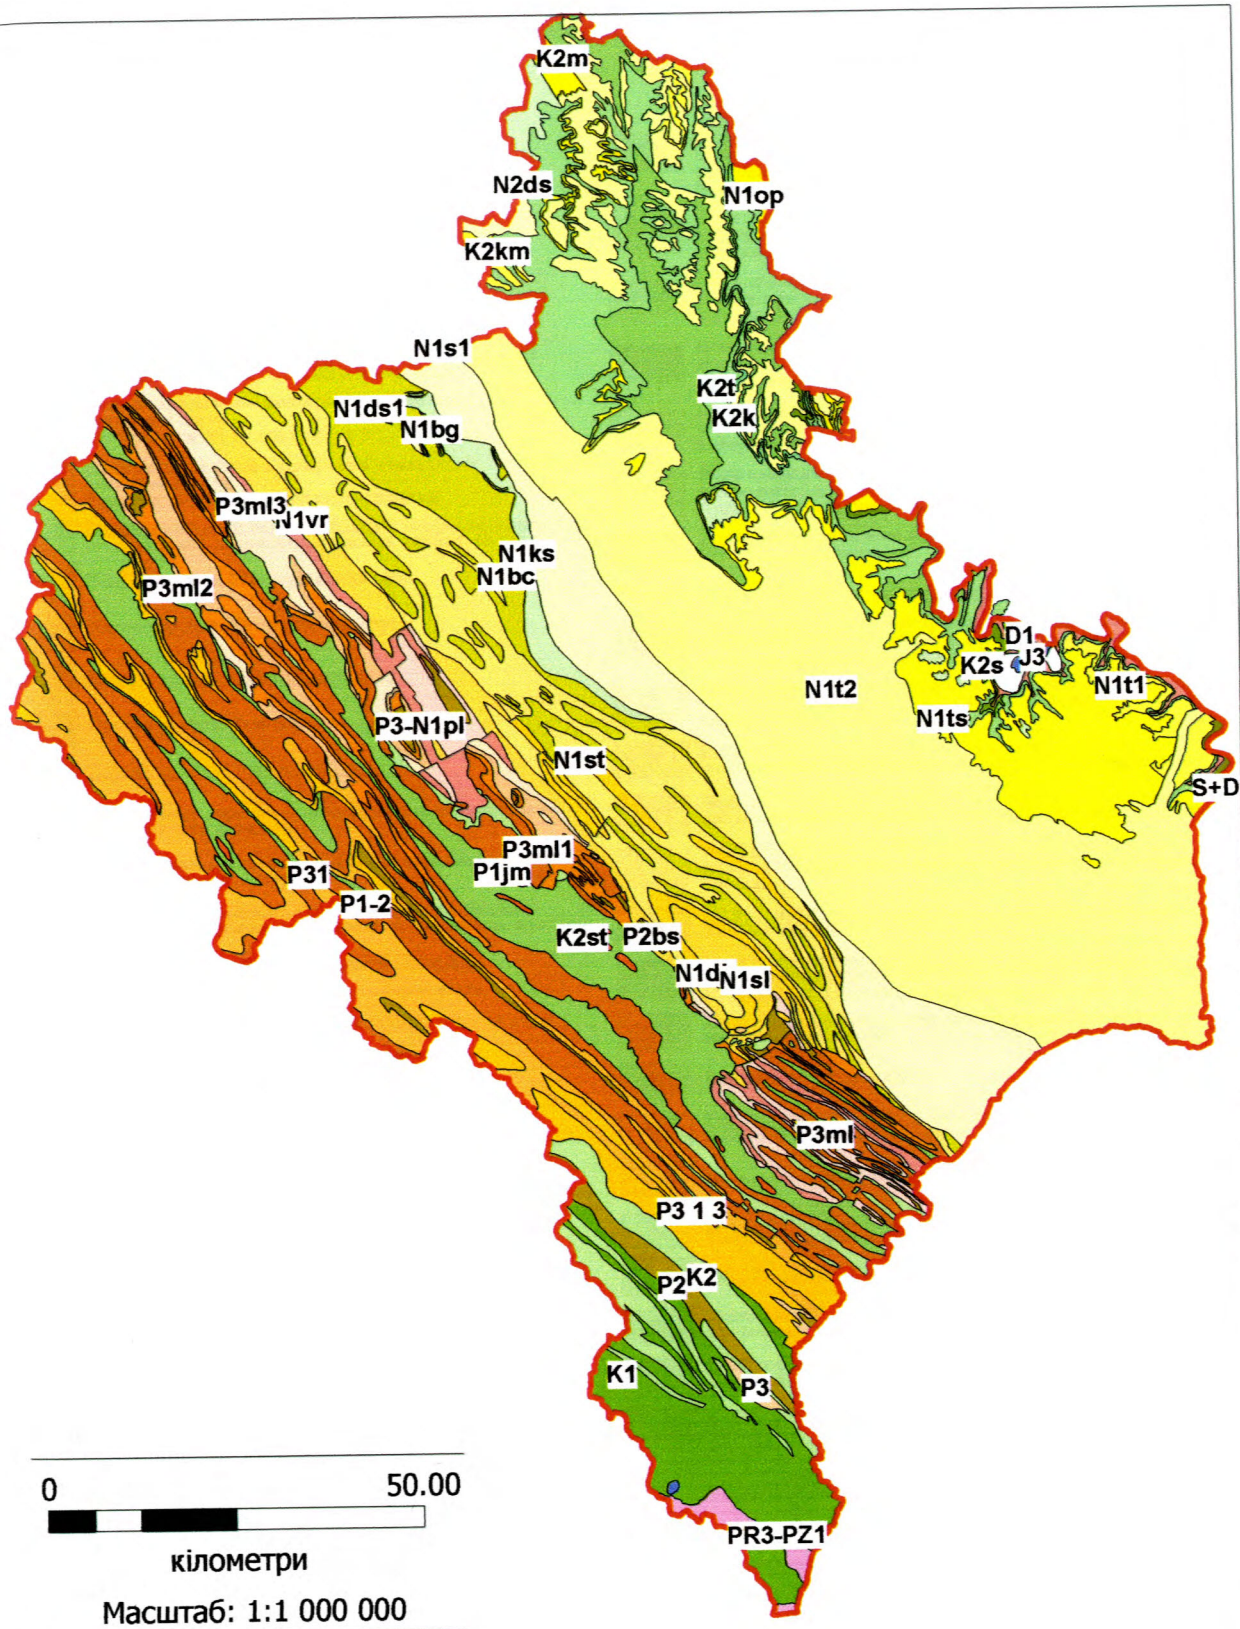 K2m
N2ds
N1op
K2km
N1s1
K2t
N1ds1
K2k
N1bg
P3ml3
N1vr
N1ks
N1bc
P3ml2
D1
J3
K2s
N1t1
N1t2
N1ts
P3-N1pl
N1st
S+D
P3ml1
P1jm
P31
P1-2
K2st
P2bs
N1sl
P3ml
P3 1 3
K2
P2
K1
P3
0 50.00
кілометри
PR3-PZ1
Масштаб: 1:1 000 000